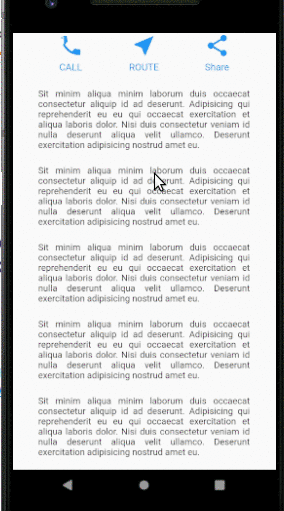 CALL ROUTE Share
Sit minim aliqua minim laborum duis occaecat
consectetur aliquip id ad deserunt. Adipisicing qui
reprehenderit eu eu qui occaecat exercitation et
aliqua laboris dolor. Nisi duis consectetur veniam id
nulla deserunt aliqua velit ullamco. Deserunt
exercitation adipisicing nostrud amet eu.
Sit minim aliqua minim laborum duis occaecat
consectetur aliquip id ad deserunt. Adipisicing qui
reprehenderit eu eu qui occaecat exercitation et
aliqua laboris dolor. Nisi duis consectetur veniam id
nulla deserunt aliqua velit ullamco. Deserunt
exercitation adipisicing nostrud amet eu.
Sit minim aliqua minim laborum duis occaecat
consectetur aliquip id ad deserunt. Adipisicing qui
reprehenderit eu eu qui occaecat exercitation et
aliqua laboris dolor. Nisi duis consectetur veniam id
nulla deserunt aliqua velit ullamco. Deserunt
exercitation adipisicing nostrud amet eu.
Sit minim aliqua minim laborum duis occaecat
consectetur aliquip id ad deserunt. Adipisicing qui
reprehenderit eu eu qui occaecat exercitation et
aliqua laboris dolor. Nisi duis consectetur veniam id
nulla deserunt aliqua velit ullamco. Deserunt
exercitation adipisicing nostrud amet eu.
Sit minim aliqua minim laborum duis occaecat
consectetur aliquip id ad deserunt. Adipisicing qui
reprehenderit eu eu qui occaecat exercitation et
aliqua laboris dolor. Nisi duis consectetur veniam id
nulla deserunt aliqua velit ullamco. Deserunt
exercitation adipisicing nostrud amet eu.